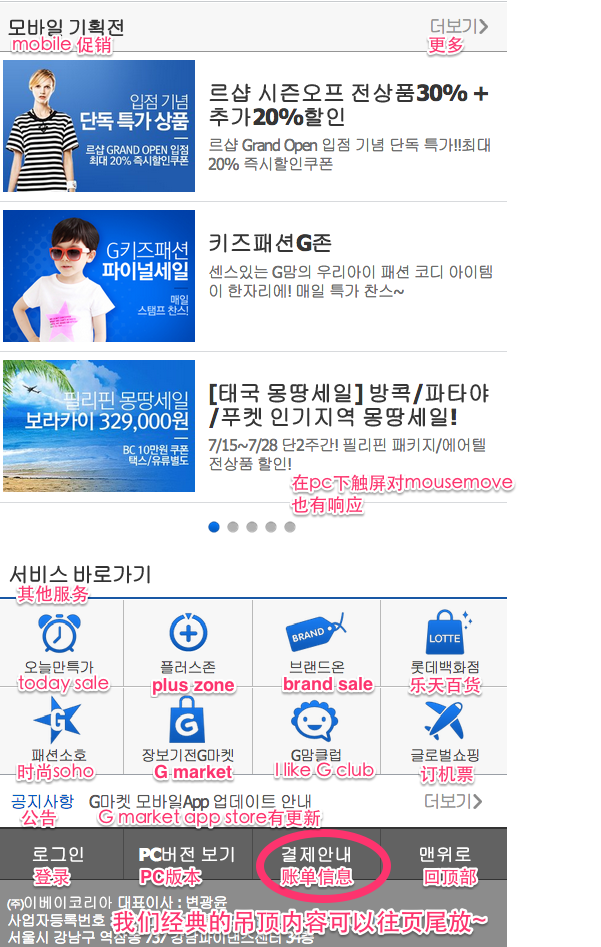 모바일 기획전 더보기
mobile 促销 更多
입점 기념
단독 특가 상품
르샵 GRAND OPEN 입점
최대 20% 즉시할인쿠폰
르샵 시즌오프 전상품30% +
추가20%할인
르샵 Grand Open 입점 기념 단독 특가!!최대
20% 즉시할인쿠폰
G키즈패션
파이널세일
매일
스탬프 찬스!
키즈패션G존
센스있는 G맘의 우리아이 패션 코디 아이템
이 한자리에! 매일 특가 찬스~
필리핀 몽땅세일
보라카이 329,000원
BC 10만원 쿠폰
택스/유류별도
[태국 몽땅세일] 방콕/파타야
/푸켓 인기지역 몽땅세일!
7/15~7/28 단2주간! 필리핀 패키지/에어텔
전상품 할인!
在pc下触屏对mousemove
也有响应
서비스 바로가기
其他服务
BRAND LOTTE
오늘만특가 플러스존 브랜드온 롯데백화점
today sale plus zone brand sale 乐天百货
G G
패션소호 장보기전G마켓 G맘클럽 글로벌쇼핑
时尚soho G market I like G club 订机票
공지사항 G마켓 모바일App 업데이트 안내 더보기
公告 G market app store有更新
로그인 PC버전 보기 결제안내 맨위로
登录 PC版本 账单信息 回顶部
㈜이베이코리아 대표이사 : 변광윤
사업자등록번호
我们经典的吊顶内容可以往页尾放~
서울시 강남구 역삼동 737 강남파이낸스센터 34층